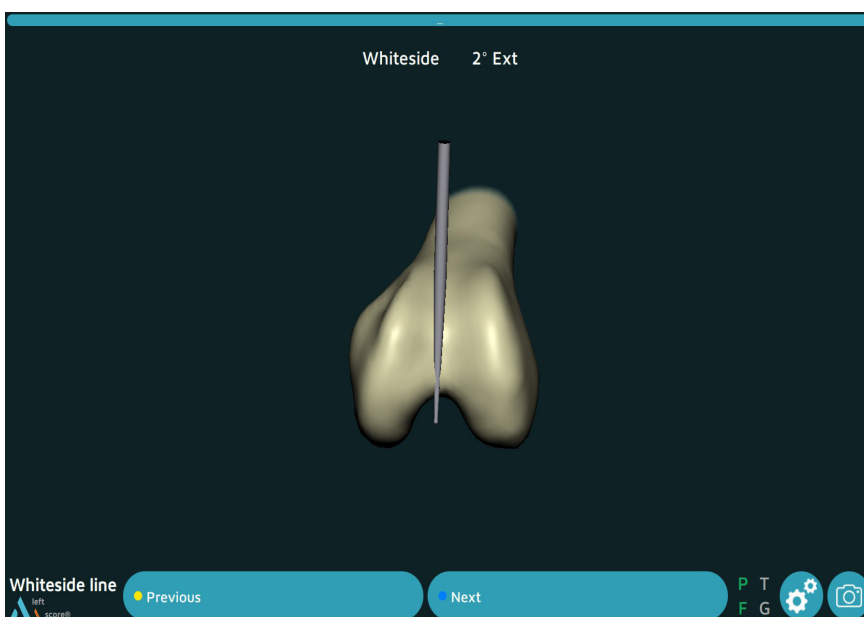 Whiteside 2° Ext
Whiteside line
left
score®
Previous
Next
P T
F G